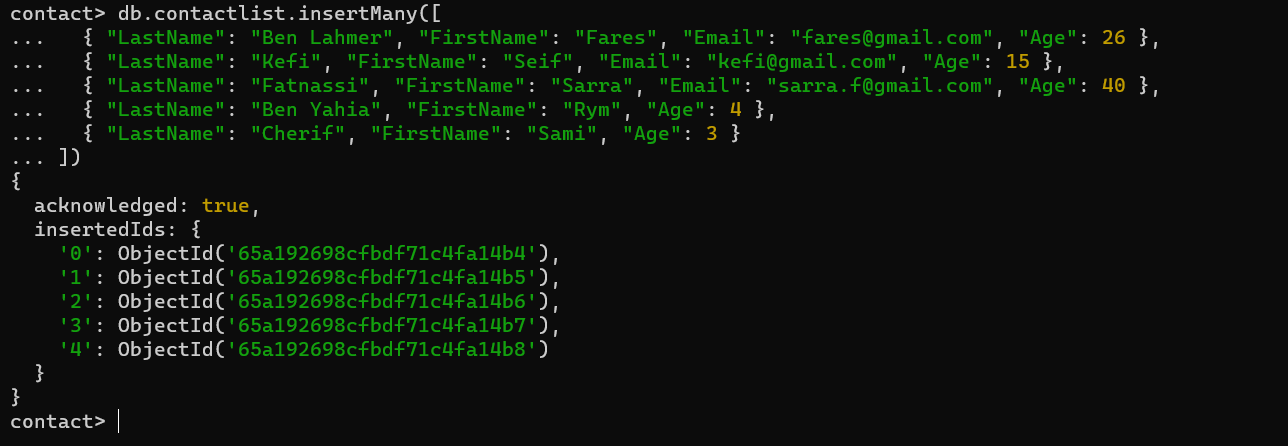 contact> db.contactlist.insertMany([
...   { "LastName": "Ben Lahmer", "FirstName": "Fares", "Email": "fares@gmail.com", "Age": 26 },
...   { "LastName": "Kefi", "FirstName": "Seif", "Email": "kefi@gmail.com", "Age": 15 },
...   { "LastName": "Fatnassi", "FirstName": "Sarra", "Email": "sarra.f@gmail.com", "Age": 40 },
...   { "LastName": "Ben Yahia", "FirstName": "Rym", "Age": 4 },
...   { "LastName": "Cherif", "FirstName": "Sami", "Age": 3 }
... ])
{
  acknowledged: true,
  insertedIds: {
    '0': ObjectId('65a192698cfbdf71c4fa14b4'),
    '1': ObjectId('65a192698cfbdf71c4fa14b5'),
    '2': ObjectId('65a192698cfbdf71c4fa14b6'),
    '3': ObjectId('65a192698cfbdf71c4fa14b7'),
    '4': ObjectId('65a192698cfbdf71c4fa14b8')
  }
}
contact>